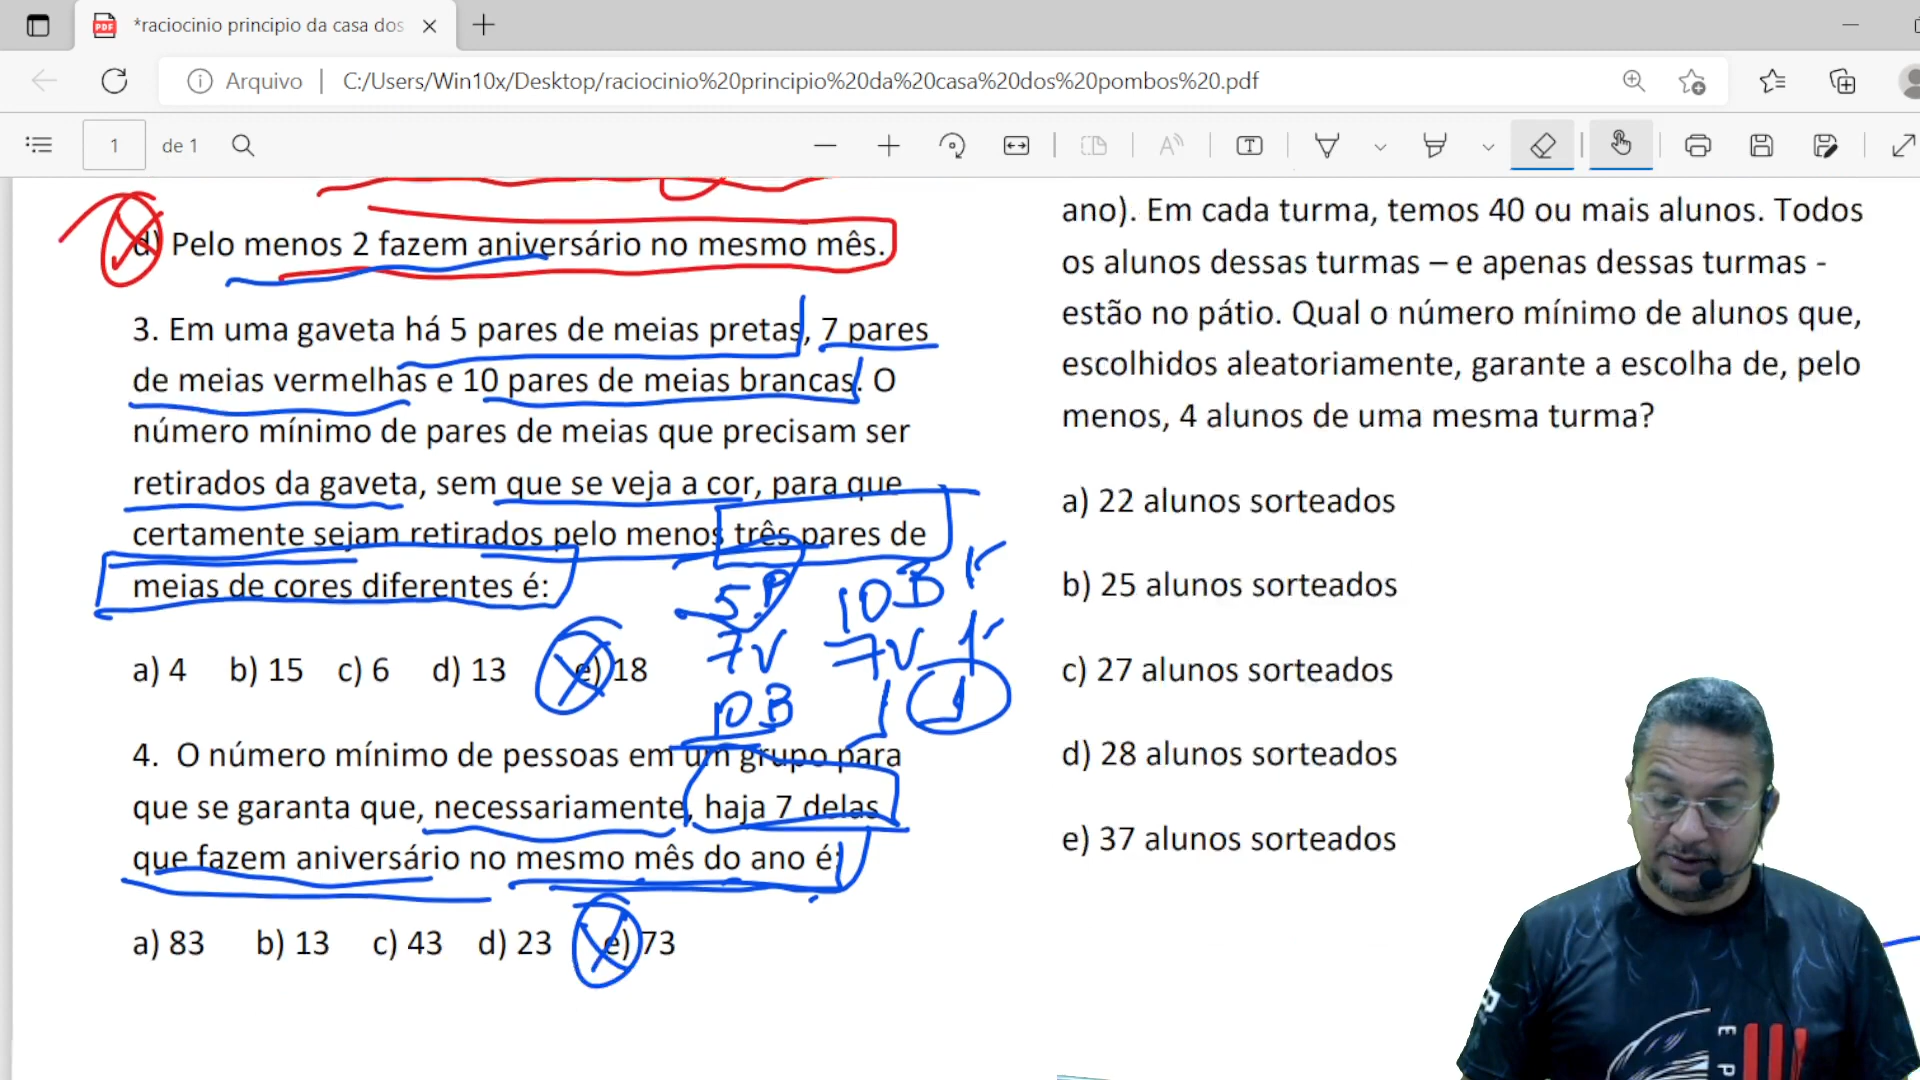 *raciocinio principio da casa dos
Arquivo
C:/Users/Win10x/Desktop/raciocinio%20principio%20da%20casa%20dos%20pombos%20.pdf
1 de 1
d) Pelo menos 2 fazem aniversário no mesmo mês.
3. Em uma gaveta há 5 pares de meias pretas, 7 pares
de meias vermelhas e 10 pares de meias brancas. O
número mínimo de pares de meias que precisam ser
retirados da gaveta, sem que se veja a cor, para que
certamente sejam retirados pelo menos três pares de
meias de cores diferentes é:
5P 10B 1
7V 7V 1
10B 1 1
a) 4 b) 15 c) 6 d) 13 e) 18
4. O número mínimo de pessoas em um grupo para
que se garanta que, necessariamente, haja 7 delas
que fazem aniversário no mesmo mês do ano é:
a) 83 b) 13 c) 43 d) 23 e) 73
ano). Em cada turma, temos 40 ou mais alunos. Todos
os alunos dessas turmas – e apenas dessas turmas -
estão no pátio. Qual o número mínimo de alunos que,
escolhidos aleatoriamente, garante a escolha de, pelo
menos, 4 alunos de uma mesma turma?
a) 22 alunos sorteados
b) 25 alunos sorteados
c) 27 alunos sorteados
d) 28 alunos sorteados
e) 37 alunos sorteados